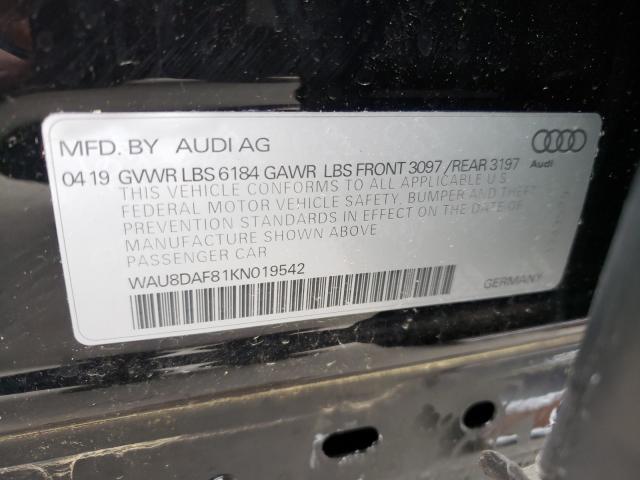 MFD. BY AUDI AG
0419 GVWR LBS 6184 GAWR LBS FRONT 3097 / REAR 3197
Audi
THIS VEHICLE CONFORMS TO ALL APPLICABLE U.S.
FEDERAL MOTOR VEHICLE SAFETY, BUMPER AND THEFT
PREVENTION STANDARDS IN EFFECT ON THE DATE OF
MANUFACTURE SHOWN ABOVE
PASSENGER CAR
WAU8DAF81KN019542
GERMANY